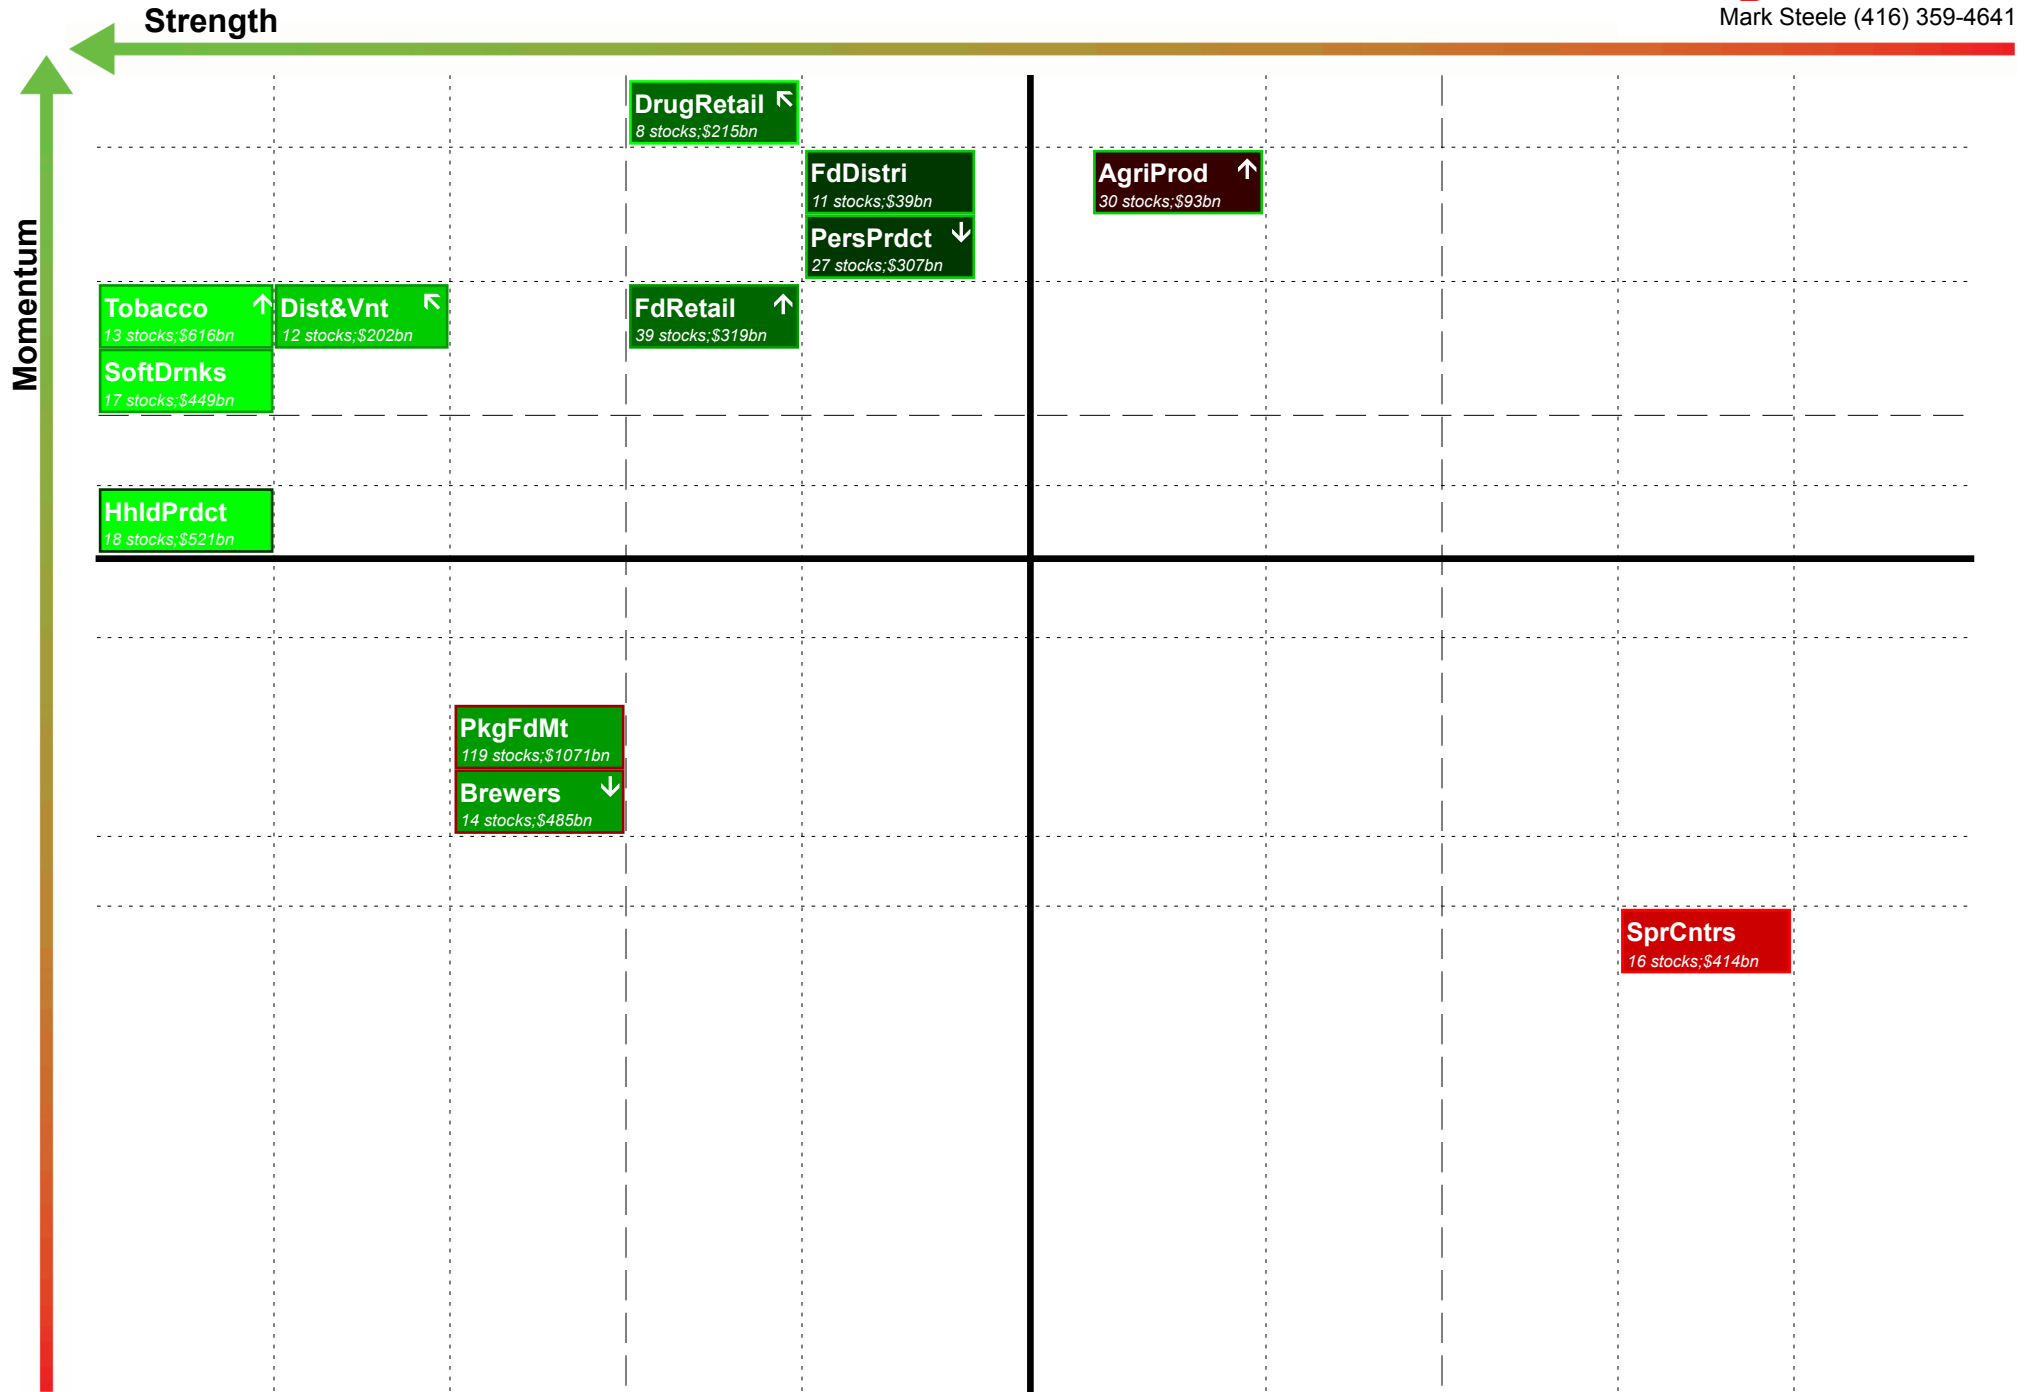 Strength
Mark Steele (416) 359-4641
Momentum
DrugRetail
8 stocks;$215bn
FdDistri
11 stocks;$39bn
AgriProd
30 stocks;$93bn
PersPrdct
27 stocks;$307bn
Tobacco
13 stocks;$616bn
Dist&Vnt
12 stocks;$202bn
FdRetail
39 stocks;$319bn
SoftDrnks
17 stocks;$449bn
HhldPrdct
18 stocks;$521bn
PkgFdMt
119 stocks;$1071bn
Brewers
14 stocks;$485bn
SprCntrs
16 stocks;$414bn